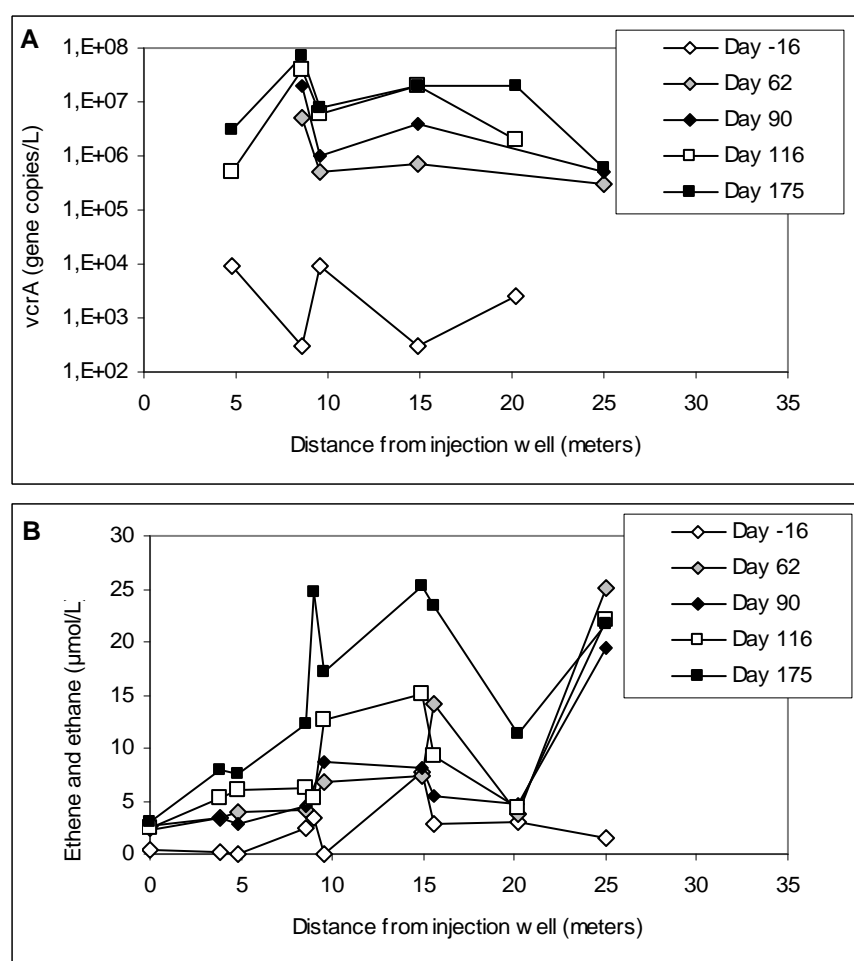 A
vcrA (gene copies/L)
1,E+08
1,E+07
1,E+06
1,E+05
1,E+04
1,E+03
1,E+02
0 5 10 15 20 25 30 35
Distance from injection well (meters)
Day -16
Day 62
Day 90
Day 116
Day 175
B
Ethene and ethane (µmol/L)
30
25
20
15
10
5
0
0 5 10 15 20 25 30 35
Distance from injection well (meters)
Day -16
Day 62
Day 90
Day 116
Day 175